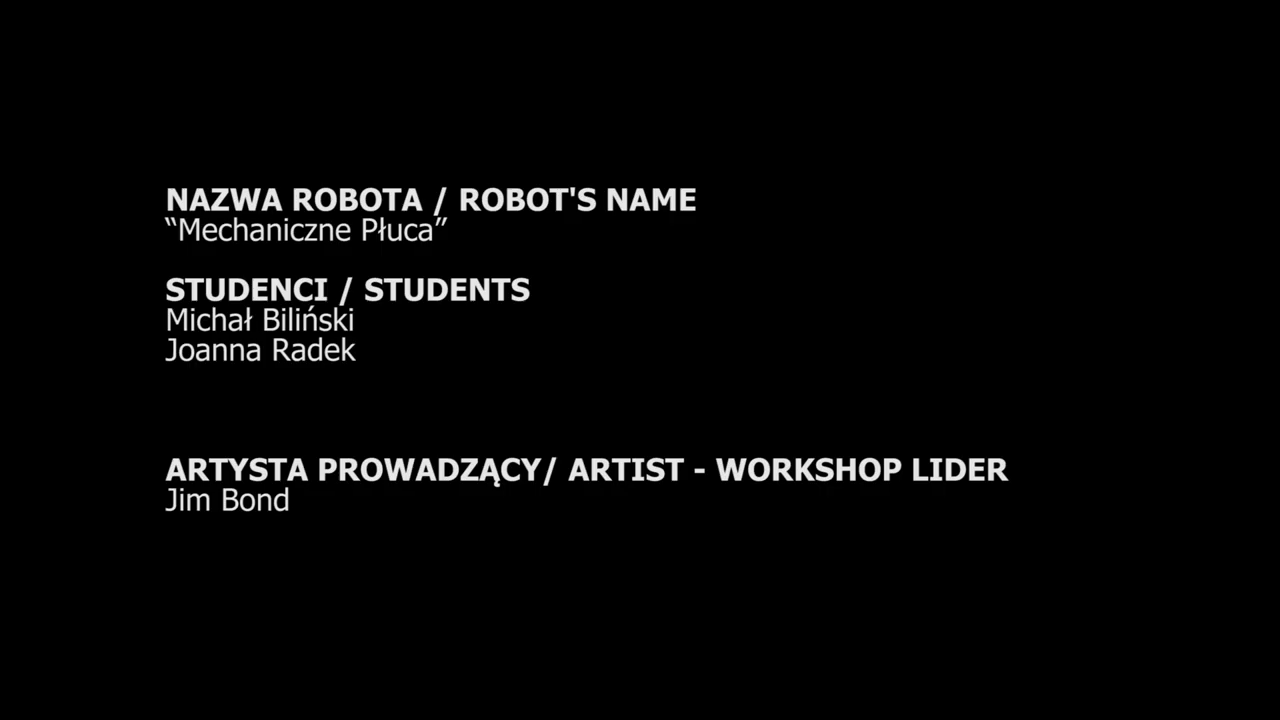 NAZWA ROBOTA / ROBOT'S NAME
“Mechaniczne Płuca”
STUDENCI / STUDENTS
Michał Biliński
Joanna Radek
ARTYSTA PROWADZĄCY/ ARTIST - WORKSHOP LIDER
Jim Bond